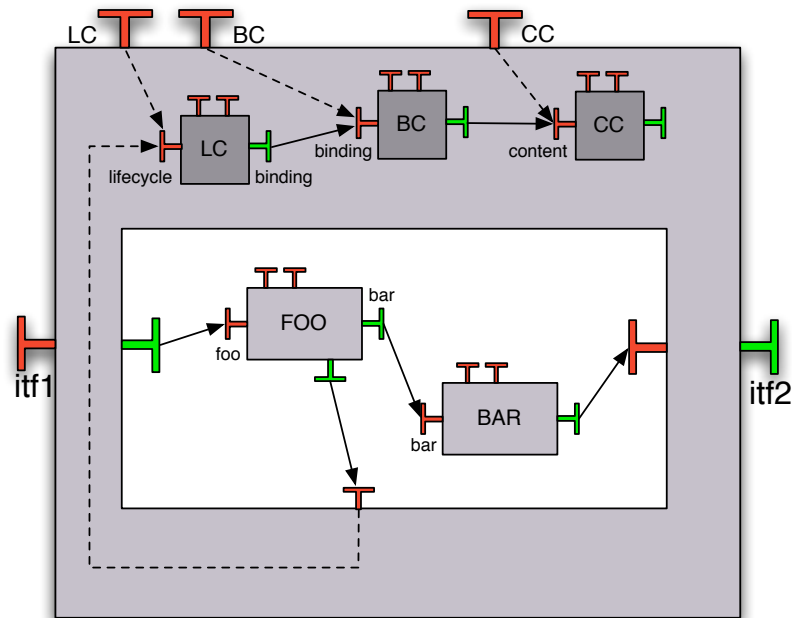 LC
BC
CC
LC
BC
CC
lifecycle
binding
binding
content
FOO
bar
foo
BAR
bar
itf1
itf2